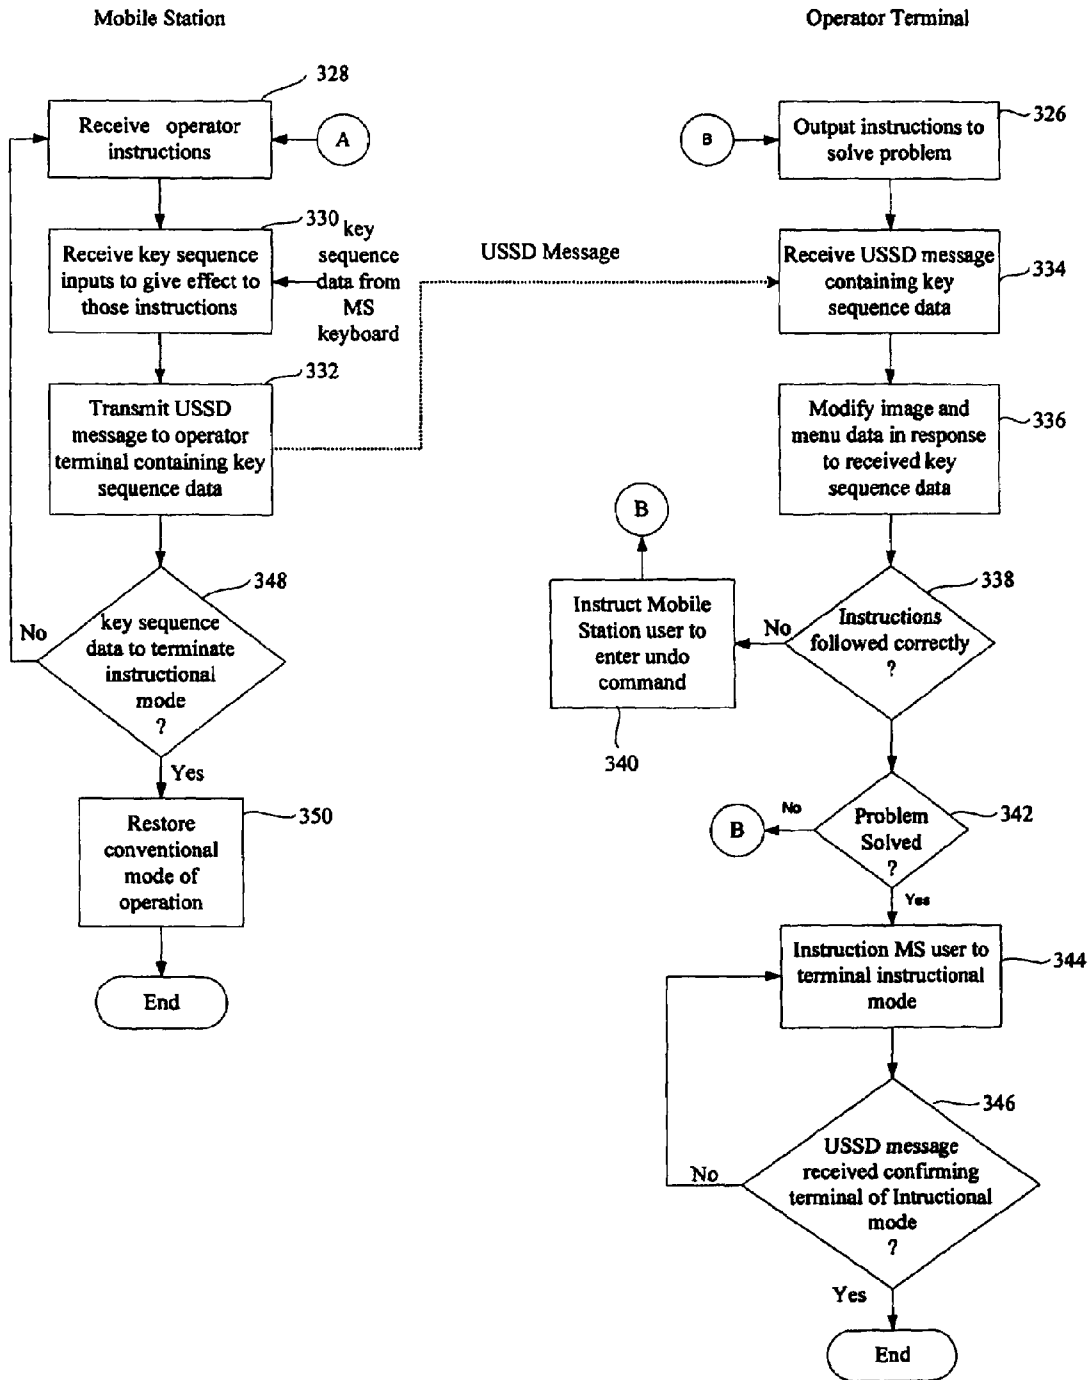 Mobile Station
Operator Terminal
328
Receive operator
instructions
A
B
Output instructions to
solve problem
326
330
Receive key sequence
inputs to give effect to
those instructions
key
sequence
data from
MS
keyboard
USSD Message
Receive USSD message
containing key
sequence data
334
332
Transmit USSD
message to operator
terminal containing key
sequence data
Modify image and
menu data in response
to received key
sequence data
336
B
348
key sequence
data to terminate
instructional
mode
?
No
Yes
Instruct Mobile
Station user to
enter undo
command
340
338
Instructions
followed correctly
?
No
350
Restore
conventional
mode of
operation
End
B
No
Problem
Solved
?
342
Yes
Instruction MS user to
terminal instructional
mode
344
346
USSD message
received confirming
terminal of Intructional
mode
?
No
Yes
End